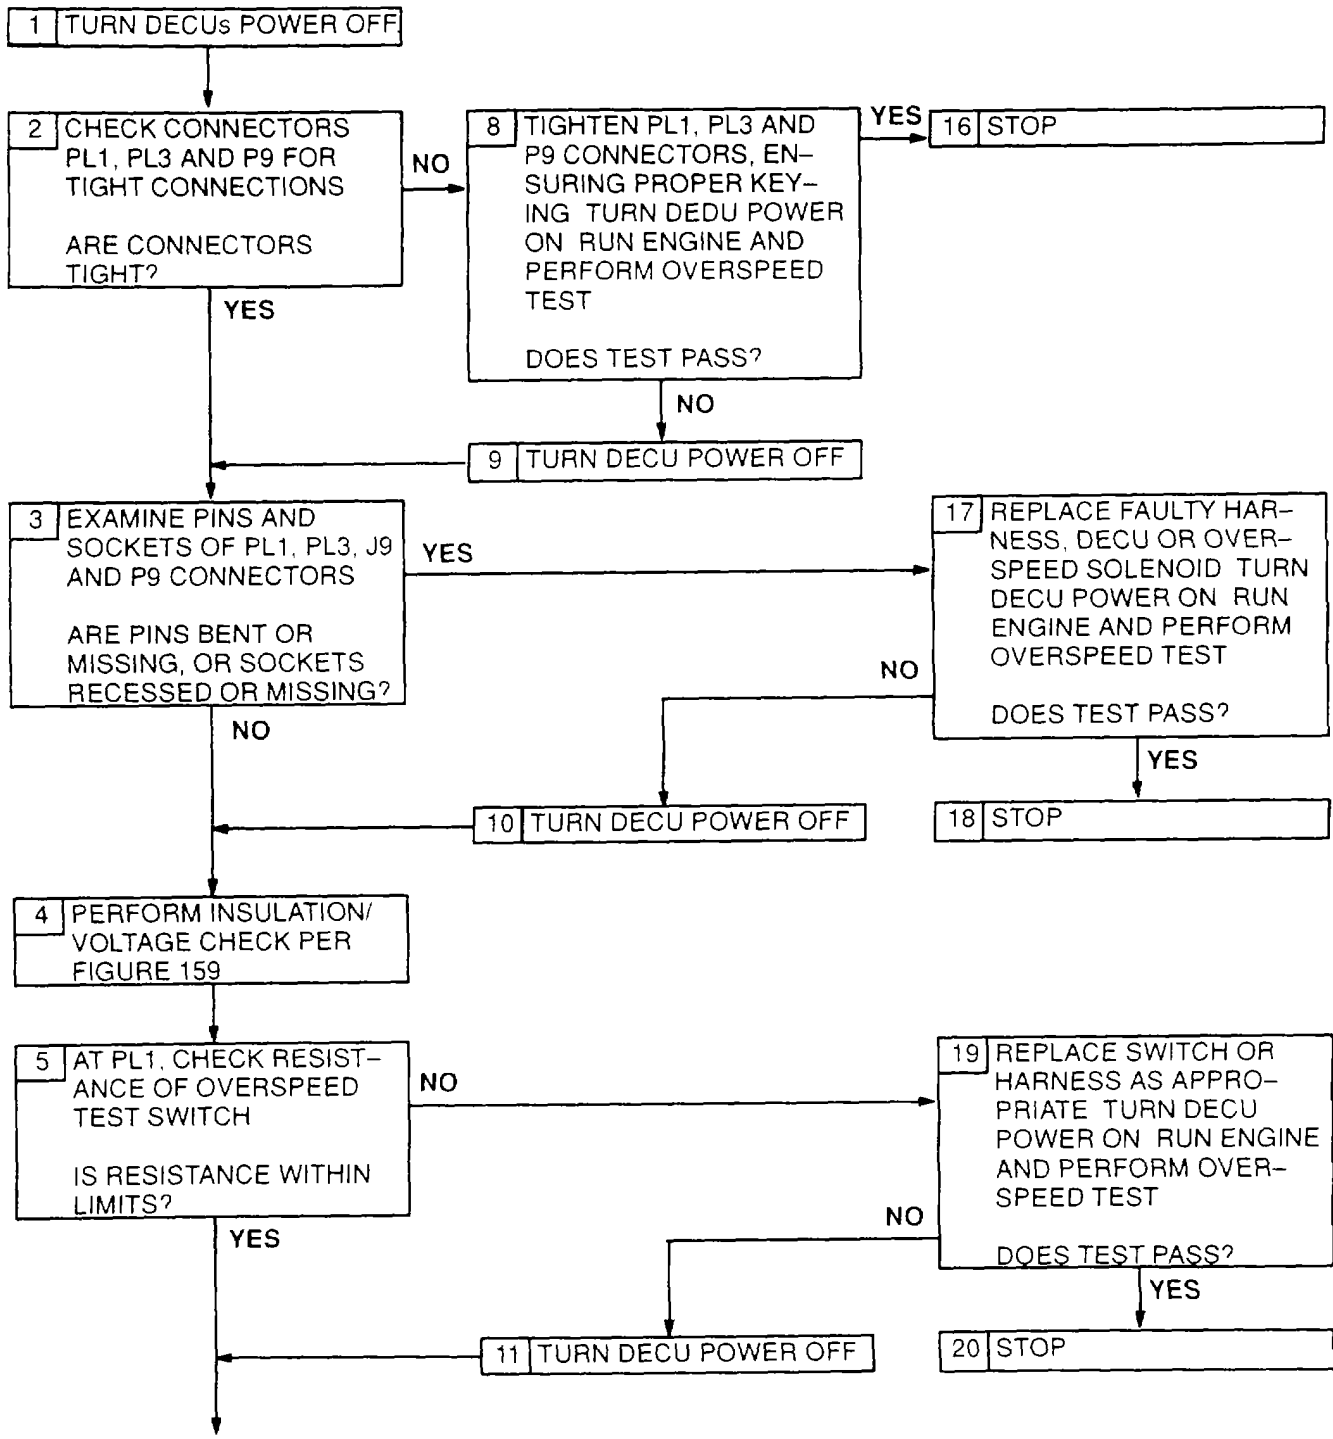 1 TURN DECUs POWER OFF
2 CHECK CONNECTORS
PL1, PL3 AND P9 FOR
TIGHT CONNECTIONS
ARE CONNECTORS
TIGHT?
NO
YES
8 TIGHTEN PL1, PL3 AND
P9 CONNECTORS, EN-
SURING PROPER KEY-
ING TURN DEDU POWER
ON RUN ENGINE AND
PERFORM OVERSPEED
TEST
DOES TEST PASS?
YES
16 STOP
NO
9 TURN DECU POWER OFF
3 EXAMINE PINS AND
SOCKETS OF PL1, PL3, J9
AND P9 CONNECTORS
ARE PINS BENT OR
MISSING, OR SOCKETS
RECESSED OR MISSING?
YES
NO
17 REPLACE FAULTY HAR-
NESS, DECU OR OVER-
SPEED SOLENOID TURN
DECU POWER ON RUN
ENGINE AND PERFORM
OVERSPEED TEST
DOES TEST PASS?
NO
YES
10 TURN DECU POWER OFF
18 STOP
4 PERFORM INSULATION/
VOLTAGE CHECK PER
FIGURE 159
5 AT PL1, CHECK RESIST-
ANCE OF OVERSPEED
TEST SWITCH
IS RESISTANCE WITHIN
LIMITS?
NO
YES
19 REPLACE SWITCH OR
HARNESS AS APPRO-
PRIATE TURN DECU
POWER ON RUN ENGINE
AND PERFORM OVER-
SPEED TEST
DOES TEST PASS?
NO
YES
11 TURN DECU POWER OFF
20 STOP